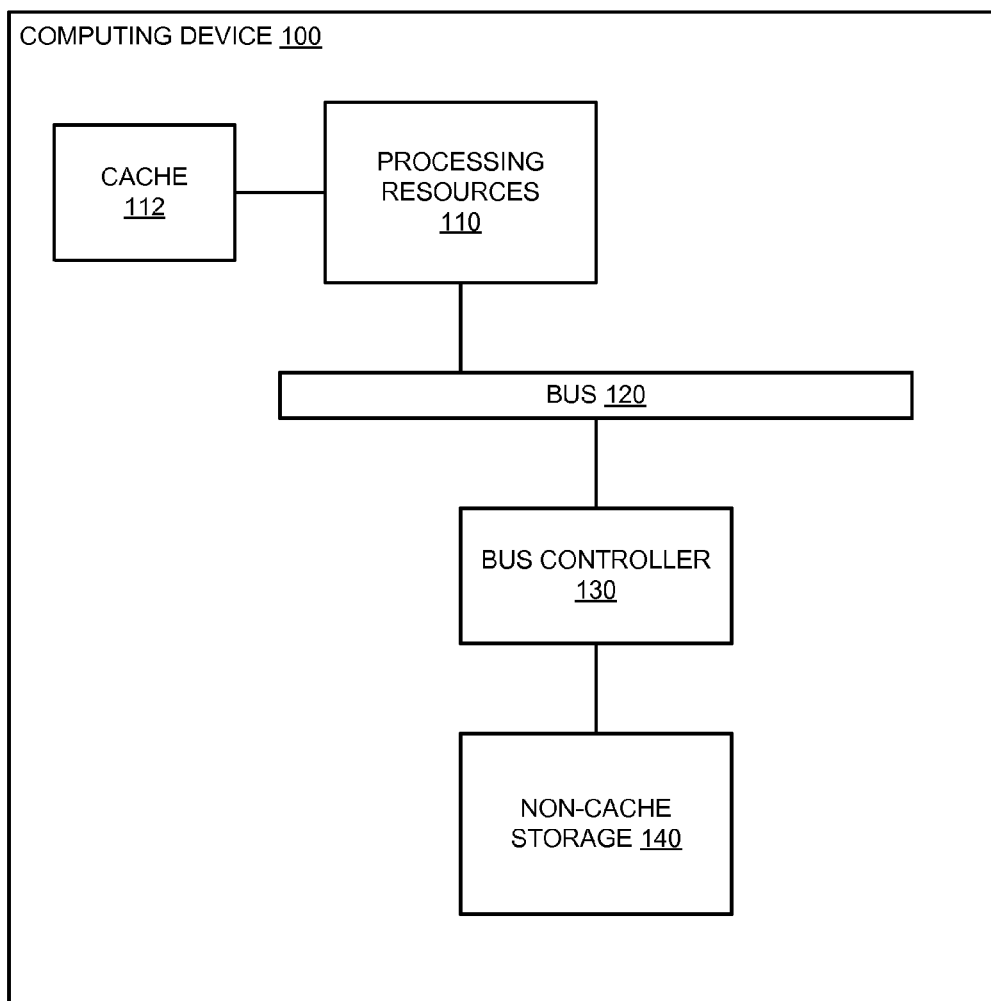 COMPUTING DEVICE 100
CACHE
112
PROCESSING
RESOURCES
110
BUS 120
BUS CONTROLLER
130
NON-CACHE
STORAGE 140